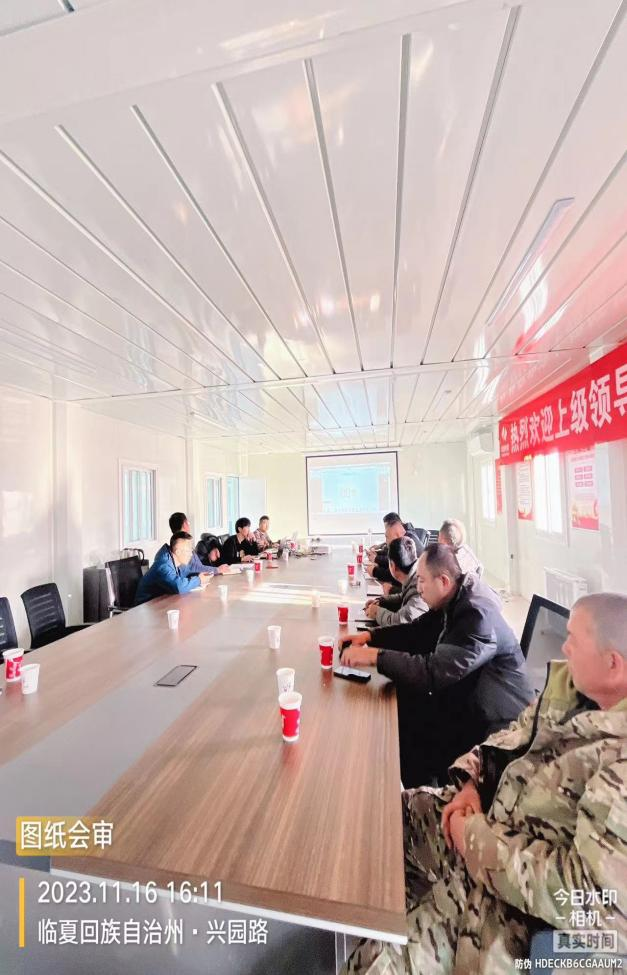 热烈欢迎上级领导
图纸会审
2023.11.16 16:11
临夏回族自治州·兴园路
今日水印
相机
真实时间
防伪 HDECKB6CGAAUM2